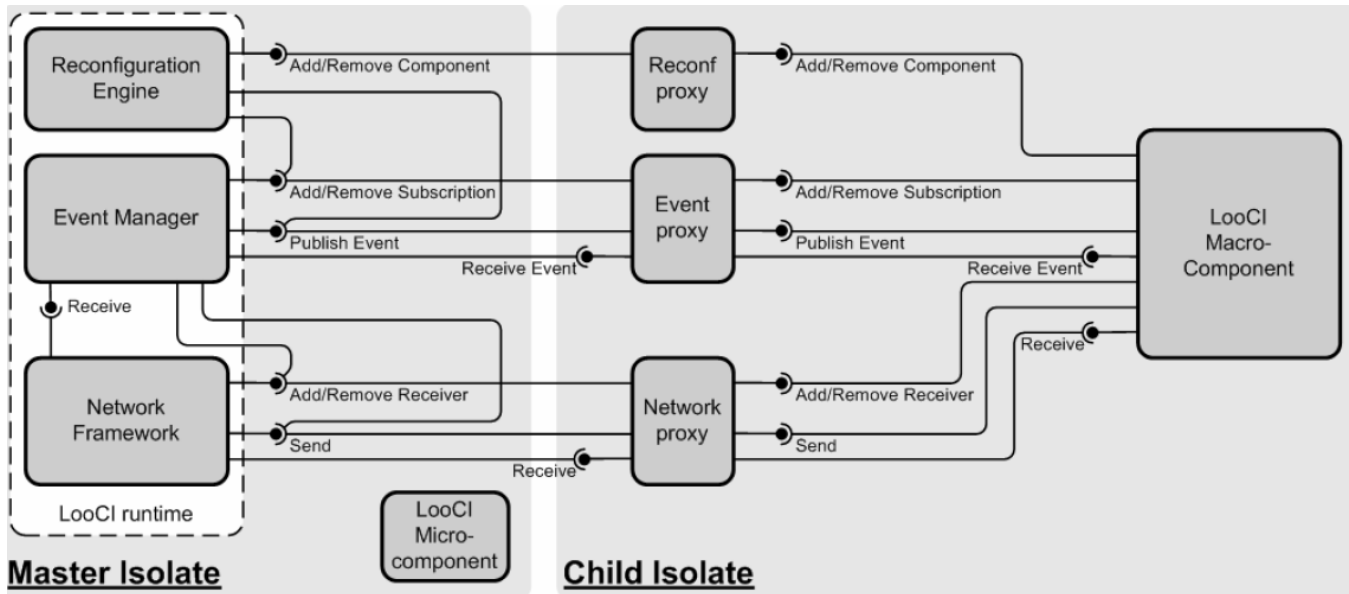 Reconfiguration
Engine
Add/Remove Component
Reconf
proxy
Add/Remove Component
Event Manager
Add/Remove Subscription
Publish Event
Receive Event
Event
proxy
Add/Remove Subscription
Publish Event
Receive Event
LooCI
Macro-
Component
Receive
Receive
Network
Framework
Add/Remove Receiver
Send
Receive
Network
proxy
Add/Remove Receiver
Send
LooCI runtime
LooCI
Micro-
component
Master Isolate
Child Isolate